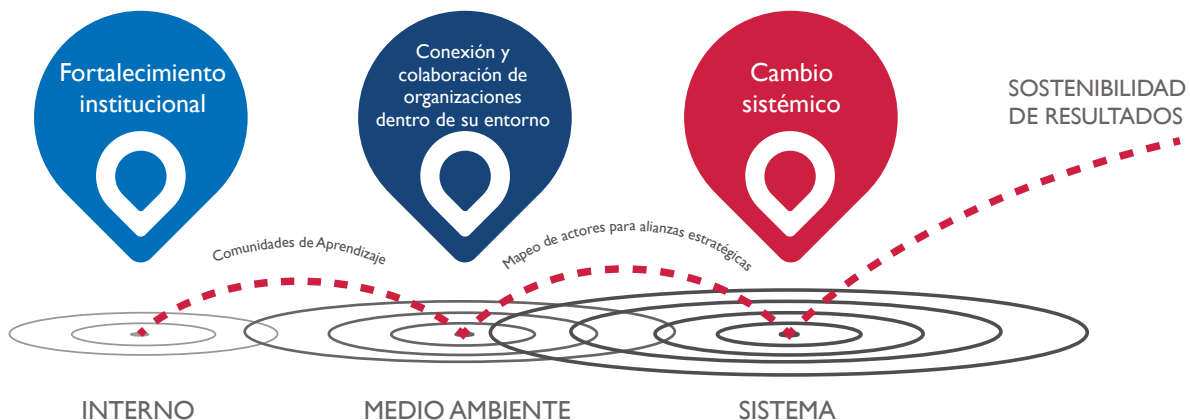 Fortalecimiento
institucional
Conexión y
colaboración de
organizaciones
dentro de su entorno
Cambio
sistémico
SOSTENIBILIDAD
DE RESULTADOS
Comunidades de Aprendizaje
Mapeo de actores para alianzas estratégicas
INTERNO
MEDIO AMBIENTE
SISTEMA